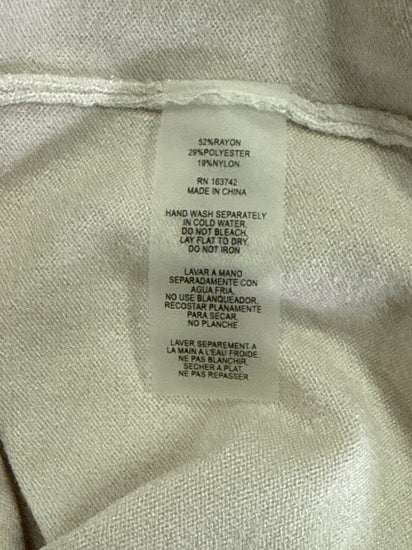 52%RAYON
29%POLYESTER
19%NYLON
RN 163742
MADE IN CHINA
HAND WASH SEPARATELY
IN COLD WATER,
DO NOT BLEACH,
LAY FLAT TO DRY,
DO NOT IRON
LAVAR A MANO
SEPARADAMENTE CON
AGUA FRIA,
NO USE BLANQUEADOR,
RECOSTAR PLANAMENTE
PARA SECAR.
NO PLANCHE
LAVER SEPAREMENT A
LA MAIN A L'EAU FROIDE
NE PAS BLANCHIR,
SECHER A PLAT,
NE PAS REPASSER